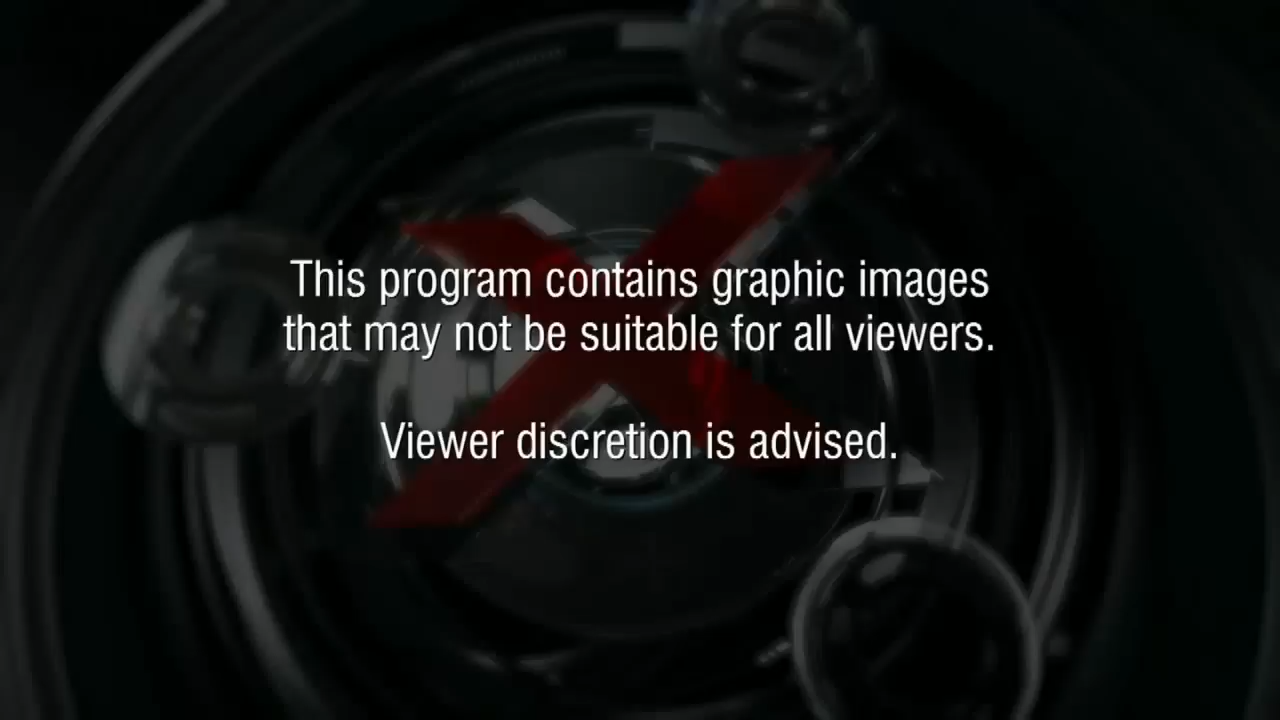 This program contains graphic images
that may not be suitable for all viewers.
Viewer discretion is advised.